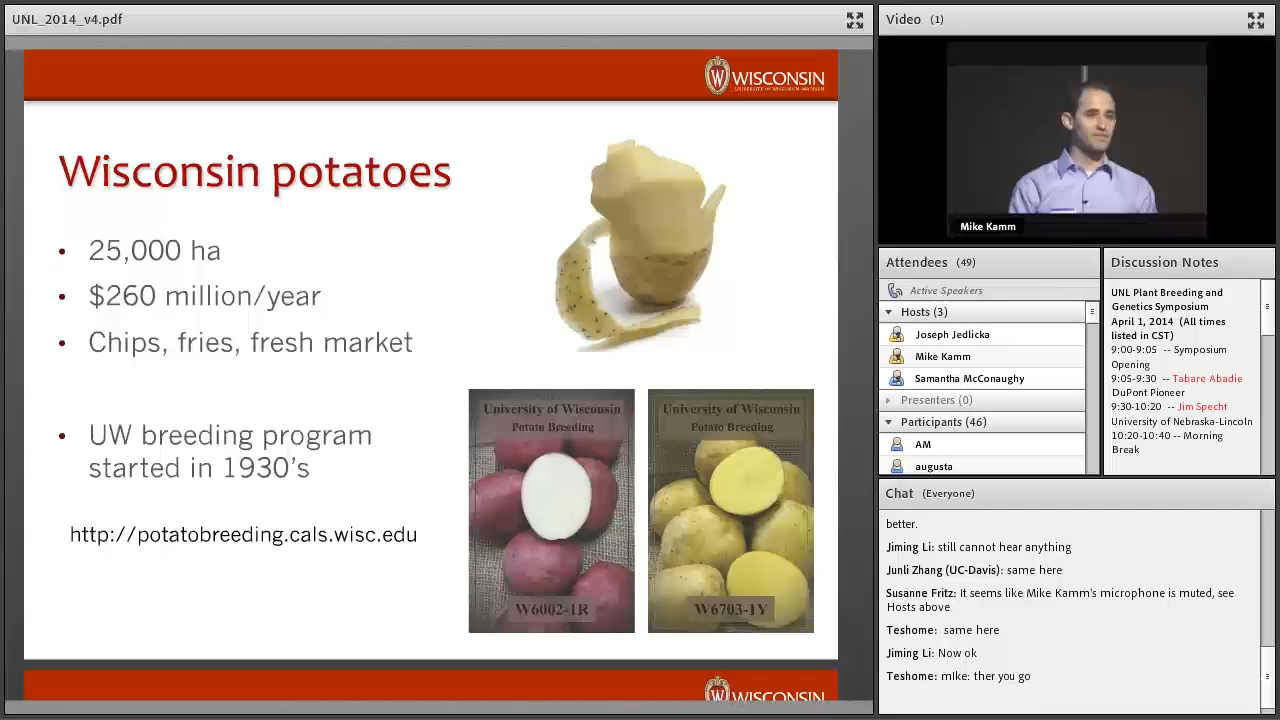 UNL_2014_v4.pdf
WISCONSIN
UNIVERSITY OF WISCONSIN-MADISON
Wisconsin potatoes
• 25,000 ha
• $260 million/year
• Chips, fries, fresh market
• UW breeding program
started in 1930's
http://potatobreeding.cals.wisc.edu
University of Wisconsin
Potato Breeding
W6002-1R
University of Wisconsin
Potato Breeding
W6703-1Y
WISCONSIN
Video (1)
Mike Kamm
Attendees (49)
Active Speakers
Hosts (3)
Joseph Jedlicka
Mike Kamm
Samantha McConaughy
Presenters (0)
Participants (46)
AM
augusta
Discussion Notes
UNL Plant Breeding and
Genetics Symposium
April 1, 2014 (All times
listed in CST)
9:00-9:05 -- Symposium
Opening
9:05-9:30 -- Tabare Abadie
DuPont Pioneer
9:30-10:20 -- Jim Specht
University of Nebraska-Lincoln
10:20-10:40 -- Morning
Break
Chat (Everyone)
better.
Jiming Li: still cannot hear anything
Junli Zhang (UC-Davis): same here
Susanne Fritz: It seems like Mike Kamm's microphone is muted, see
Hosts above
Teshome: same here
Jiming Li: Now ok
Teshome: mIke: ther you go